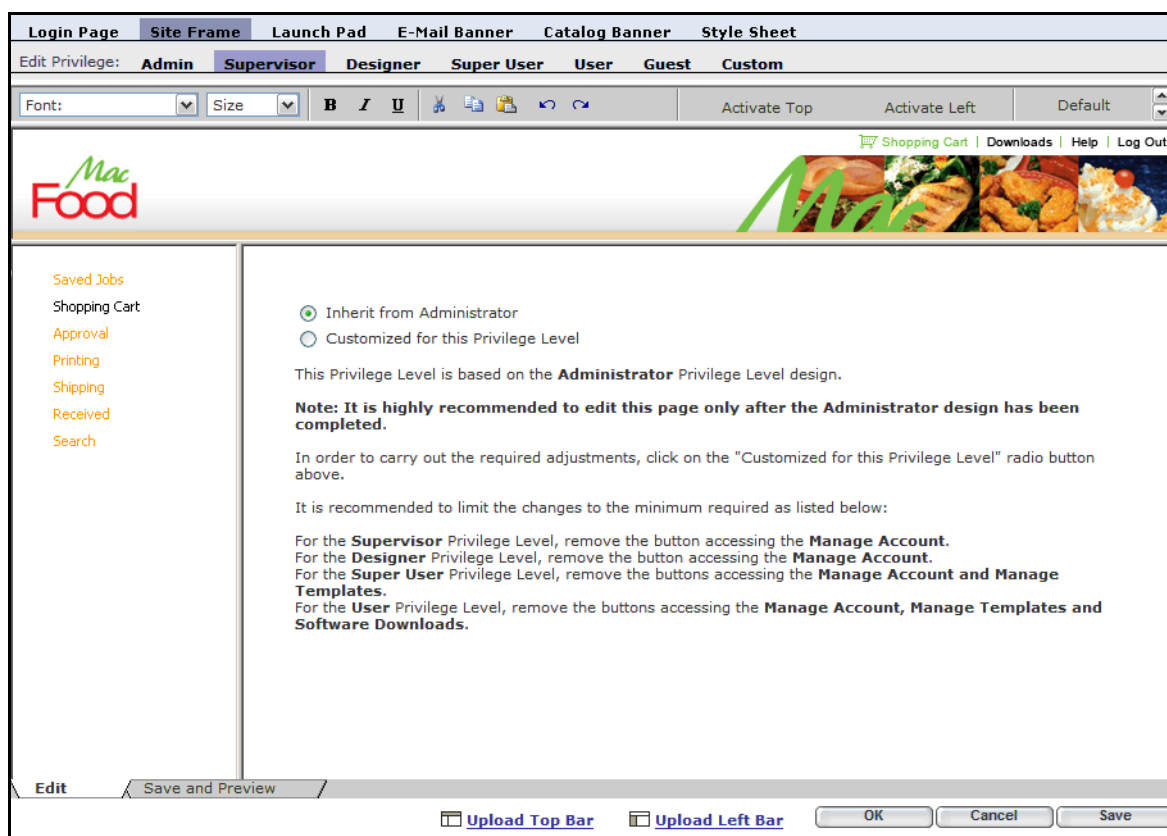 Login Page Site Frame Launch Pad E-Mail Banner Catalog Banner Style Sheet
Edit Privilege: Admin Supervisor Designer Super User User Guest Custom
Font: Size B I U Activate Top Activate Left Default
Shopping Cart | Downloads | Help | Log Out
Mac
Food
Mac
Saved Jobs
Shopping Cart
Approval
Printing
Shipping
Received
Search
Inherit from Administrator
Customized for this Privilege Level
This Privilege Level is based on the Administrator Privilege Level design.
Note: It is highly recommended to edit this page only after the Administrator design has been
completed.
In order to carry out the required adjustments, click on the "Customized for this Privilege Level" radio button
above.
It is recommended to limit the changes to the minimum required as listed below:
For the Supervisor Privilege Level, remove the button accessing the Manage Account.
For the Designer Privilege Level, remove the button accessing the Manage Account.
For the Super User Privilege Level, remove the buttons accessing the Manage Account and Manage
Templates.
For the User Privilege Level, remove the buttons accessing the Manage Account, Manage Templates and
Software Downloads.
Edit Save and Preview
Upload Top Bar Upload Left Bar OK Cancel Save